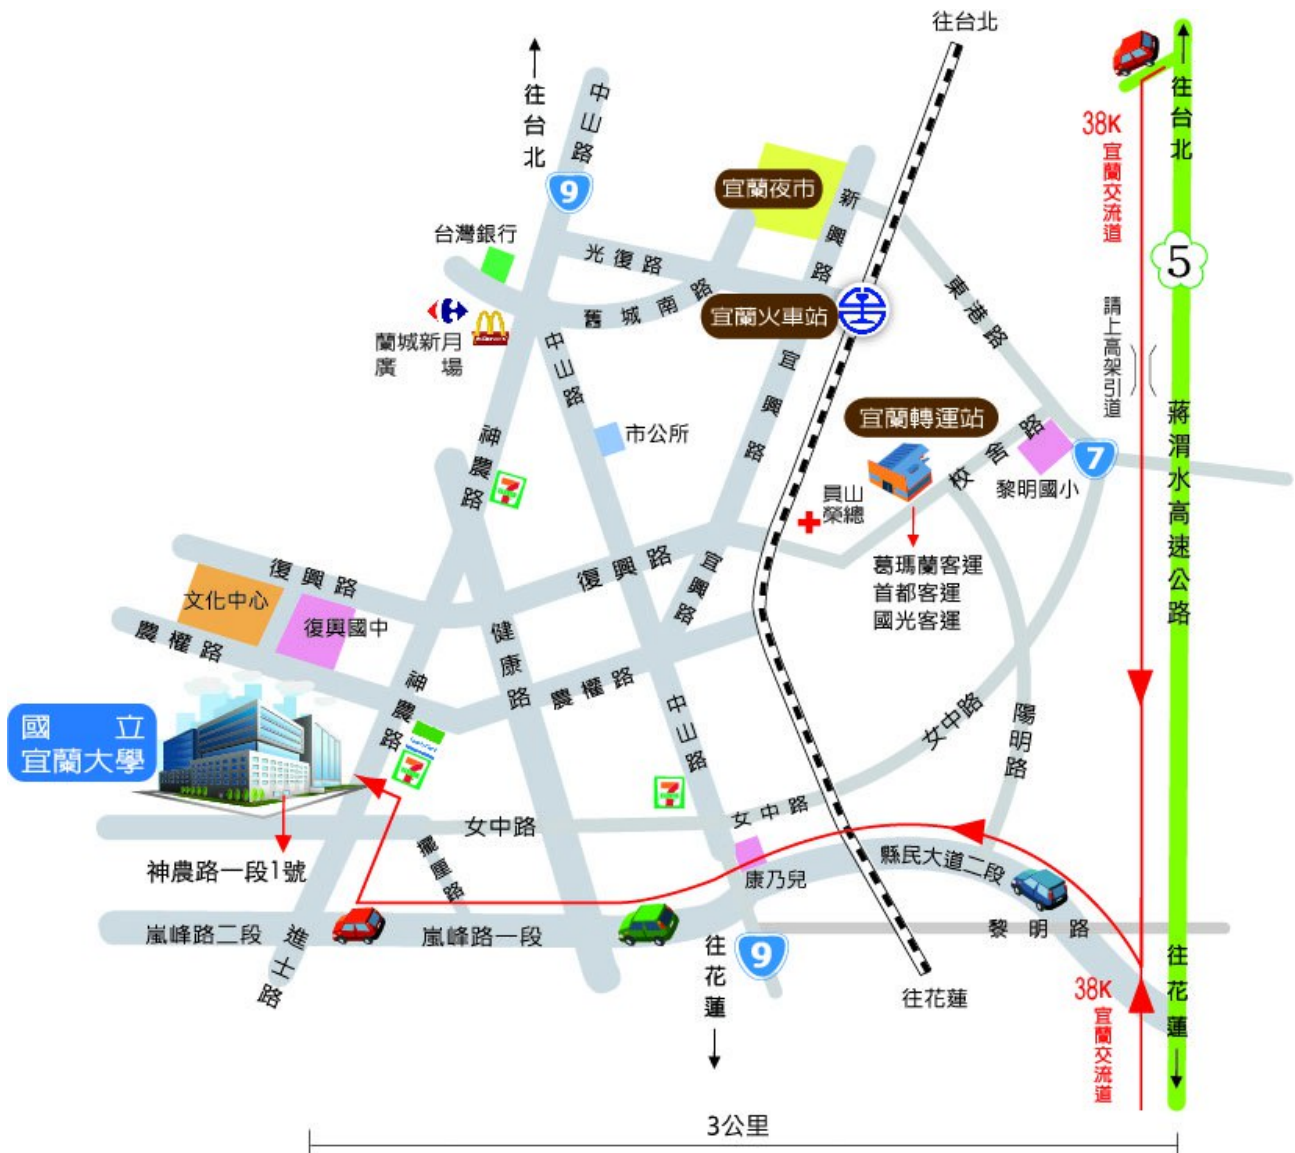 往台北
往台北
中山路
9
往台北
38K
宜蘭交流道
宜蘭夜市
新興路
台灣銀行
光復路
5
東港路
舊城南路
宜蘭火車站
請上高架引道
蘭城新月
廣場
McDonald's
中山路
宜興路
蔣渭水高速公路
市公所
宜蘭轉運站
神農路
7
校舍路
7
黎明國小
員山
榮總
葛瑪蘭客運
首都客運
國光客運
復興路
復興路
宜興路
文化中心
復興國中
農權路
健康路
農權路
神農路
中山路
女中路
陽明路
國立
宜蘭大學
7
7
女中路
女中路
神農路一段1號
擺厘路
康乃兒
縣民大道二段
嵐峰路二段
進士路
嵐峰路一段
黎明路
往花蓮
9
往花蓮
38K
宜蘭交流道
往花蓮
3公里